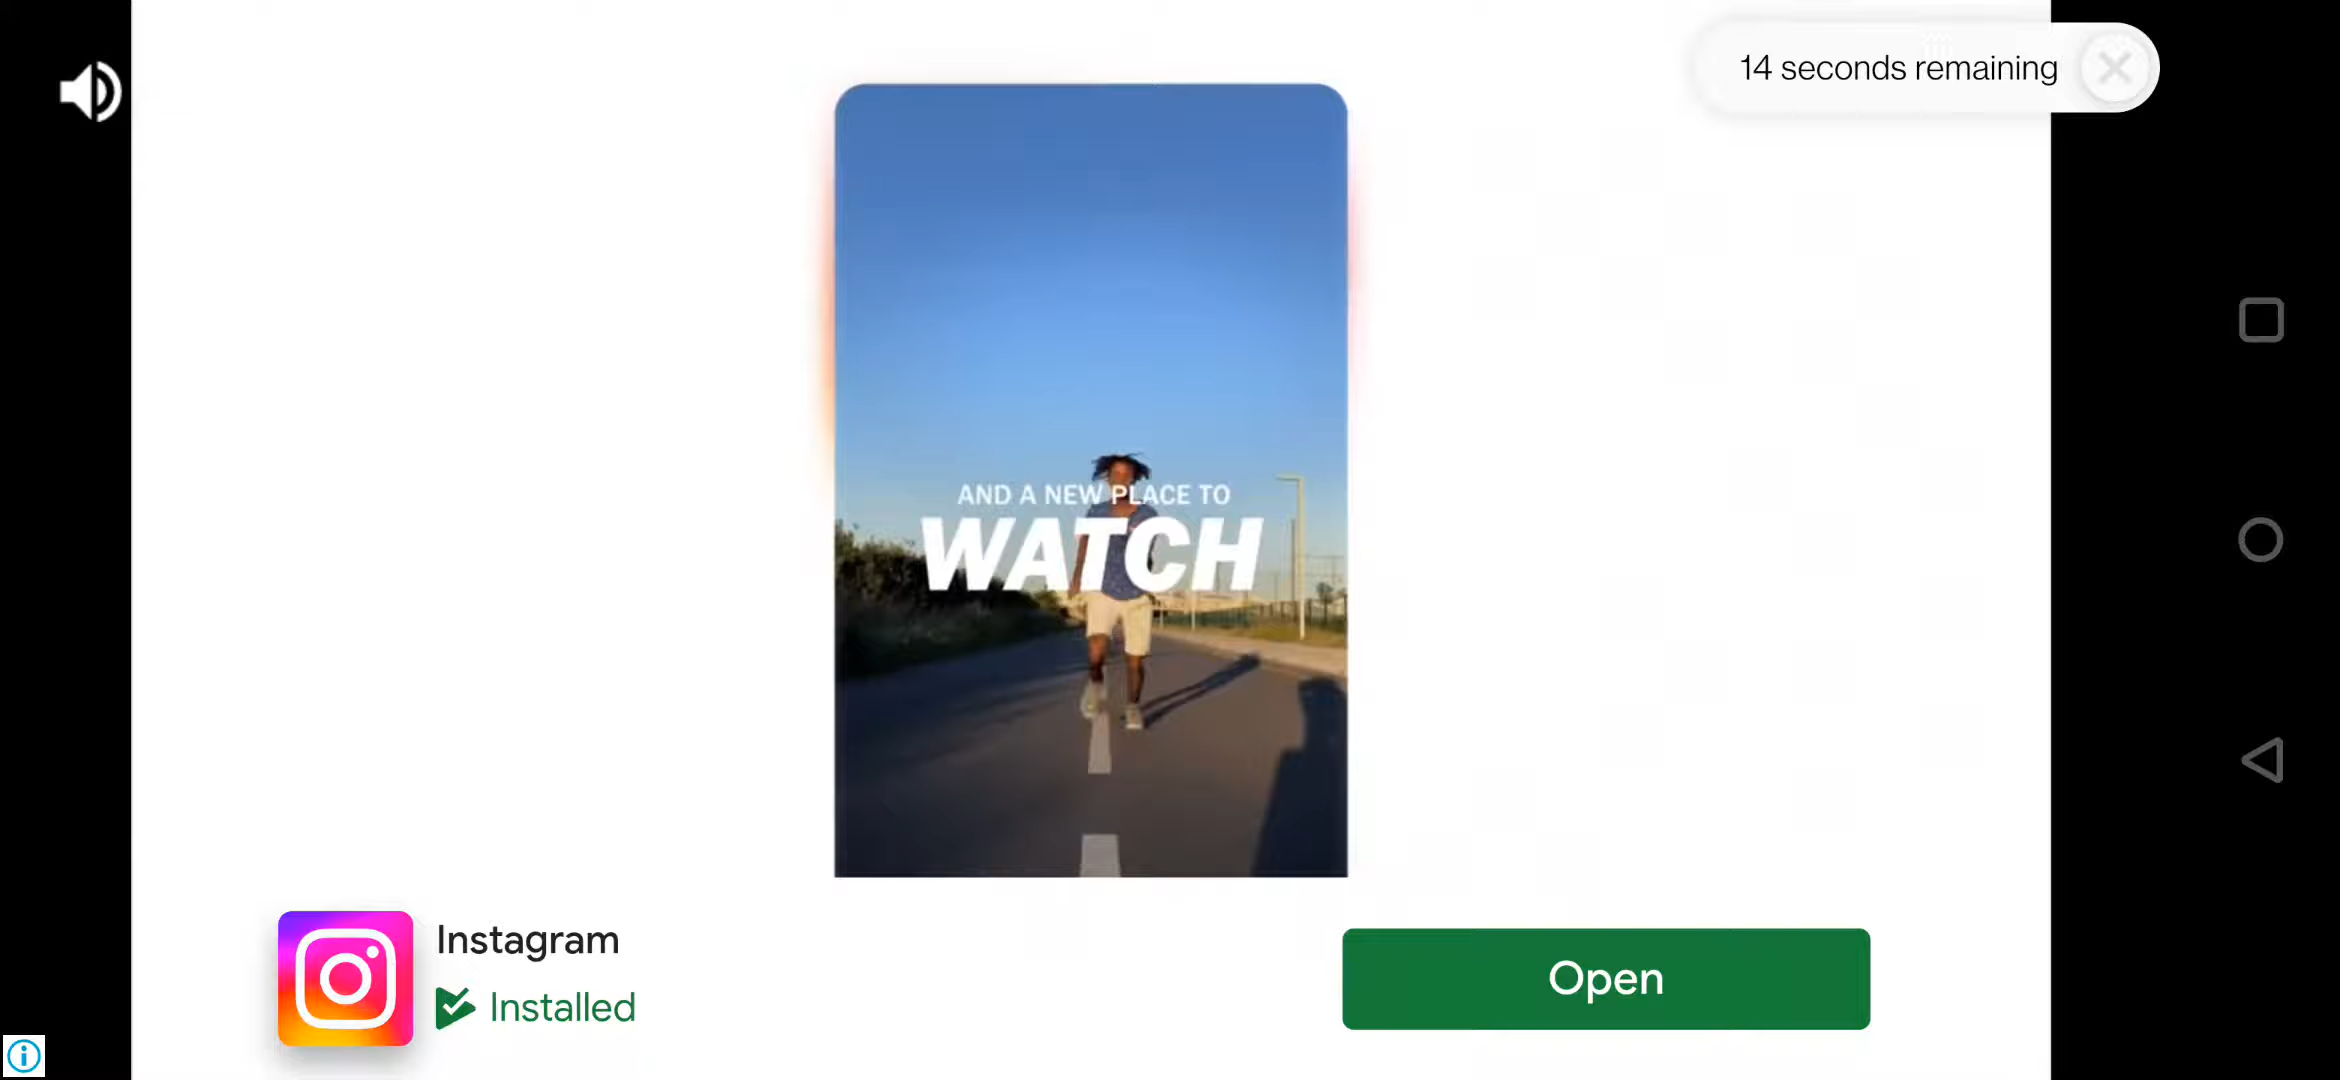 14 seconds remaining
AND A NEW PLACE TO
WATCH
Instagram
Installed
Open